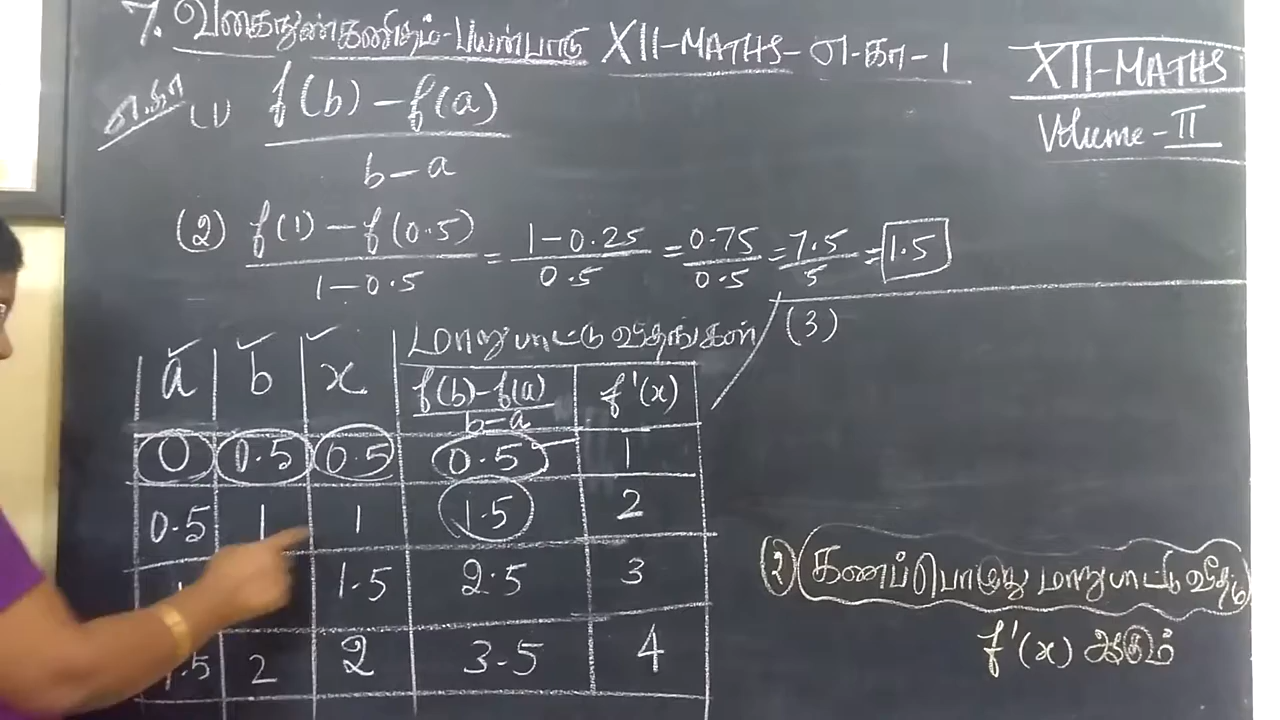 7. வகைநுண்கணிதம்-பயன்பாடு XII-MATHS-எ-கா-1
XII-MATHS
Volume-II
எ.கா (1) f(b)-f(a)
b-a
(2) f(1)-f(0.5) = 1-0.25 = 0.75 = 7.5 = 1.5
1-0.5 0.5 0.5 5
மாறுபாட்டு வீதங்கள் (3)
a b x f(b)-f(a) f'(x)
b-a
0 0.5 0.5 0.5 1
0.5 1 1 1.5 2
1.5 2.5 3
2 2 3.5 4
(2) கணப்பொழுது மாறுபாட்டு வீதம்
f'(x) ஆகும்